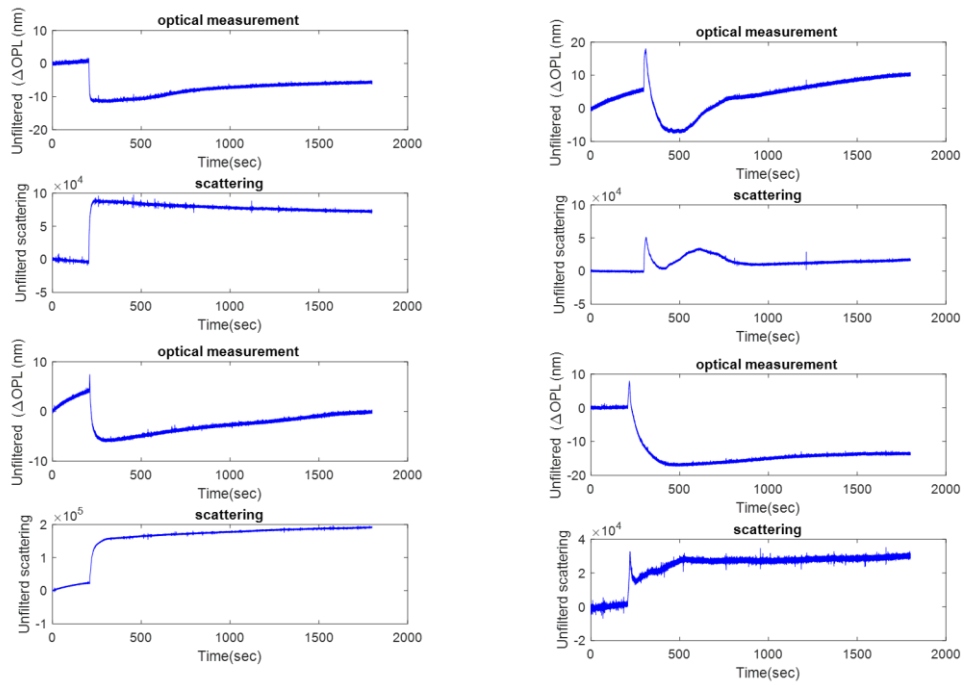 optical measurement
Unfiltered (△OPL (nm)
10
0
-10
-20
0 500 1000 1500 2000
Time(sec)
scattering
×10⁴
Unfilterd scattering
10
5
0
-5
0 500 1000 1500 2000
Time(sec)
optical measurement
Unfiltered (△OPL (nm)
10
0
-10
0 500 1000 1500 2000
Time(sec)
scattering
×10⁵
Unfilterd scattering
2
1
0
-1
0 500 1000 1500 2000
Time(sec)
optical measurement
Unfiltered (△OPL (nm)
20
10
0
-10
0 500 1000 1500 2000
Time(sec)
scattering
×10⁴
Unfilterd scattering
10
5
0
-5
0 500 1000 1500 2000
Time(sec)
optical measurement
Unfiltered (△OPL (nm)
10
0
-10
-20
0 500 1000 1500 2000
Time(sec)
scattering
×10⁴
Unfilterd scattering
4
2
0
-2
0 500 1000 1500 2000
Time(sec)